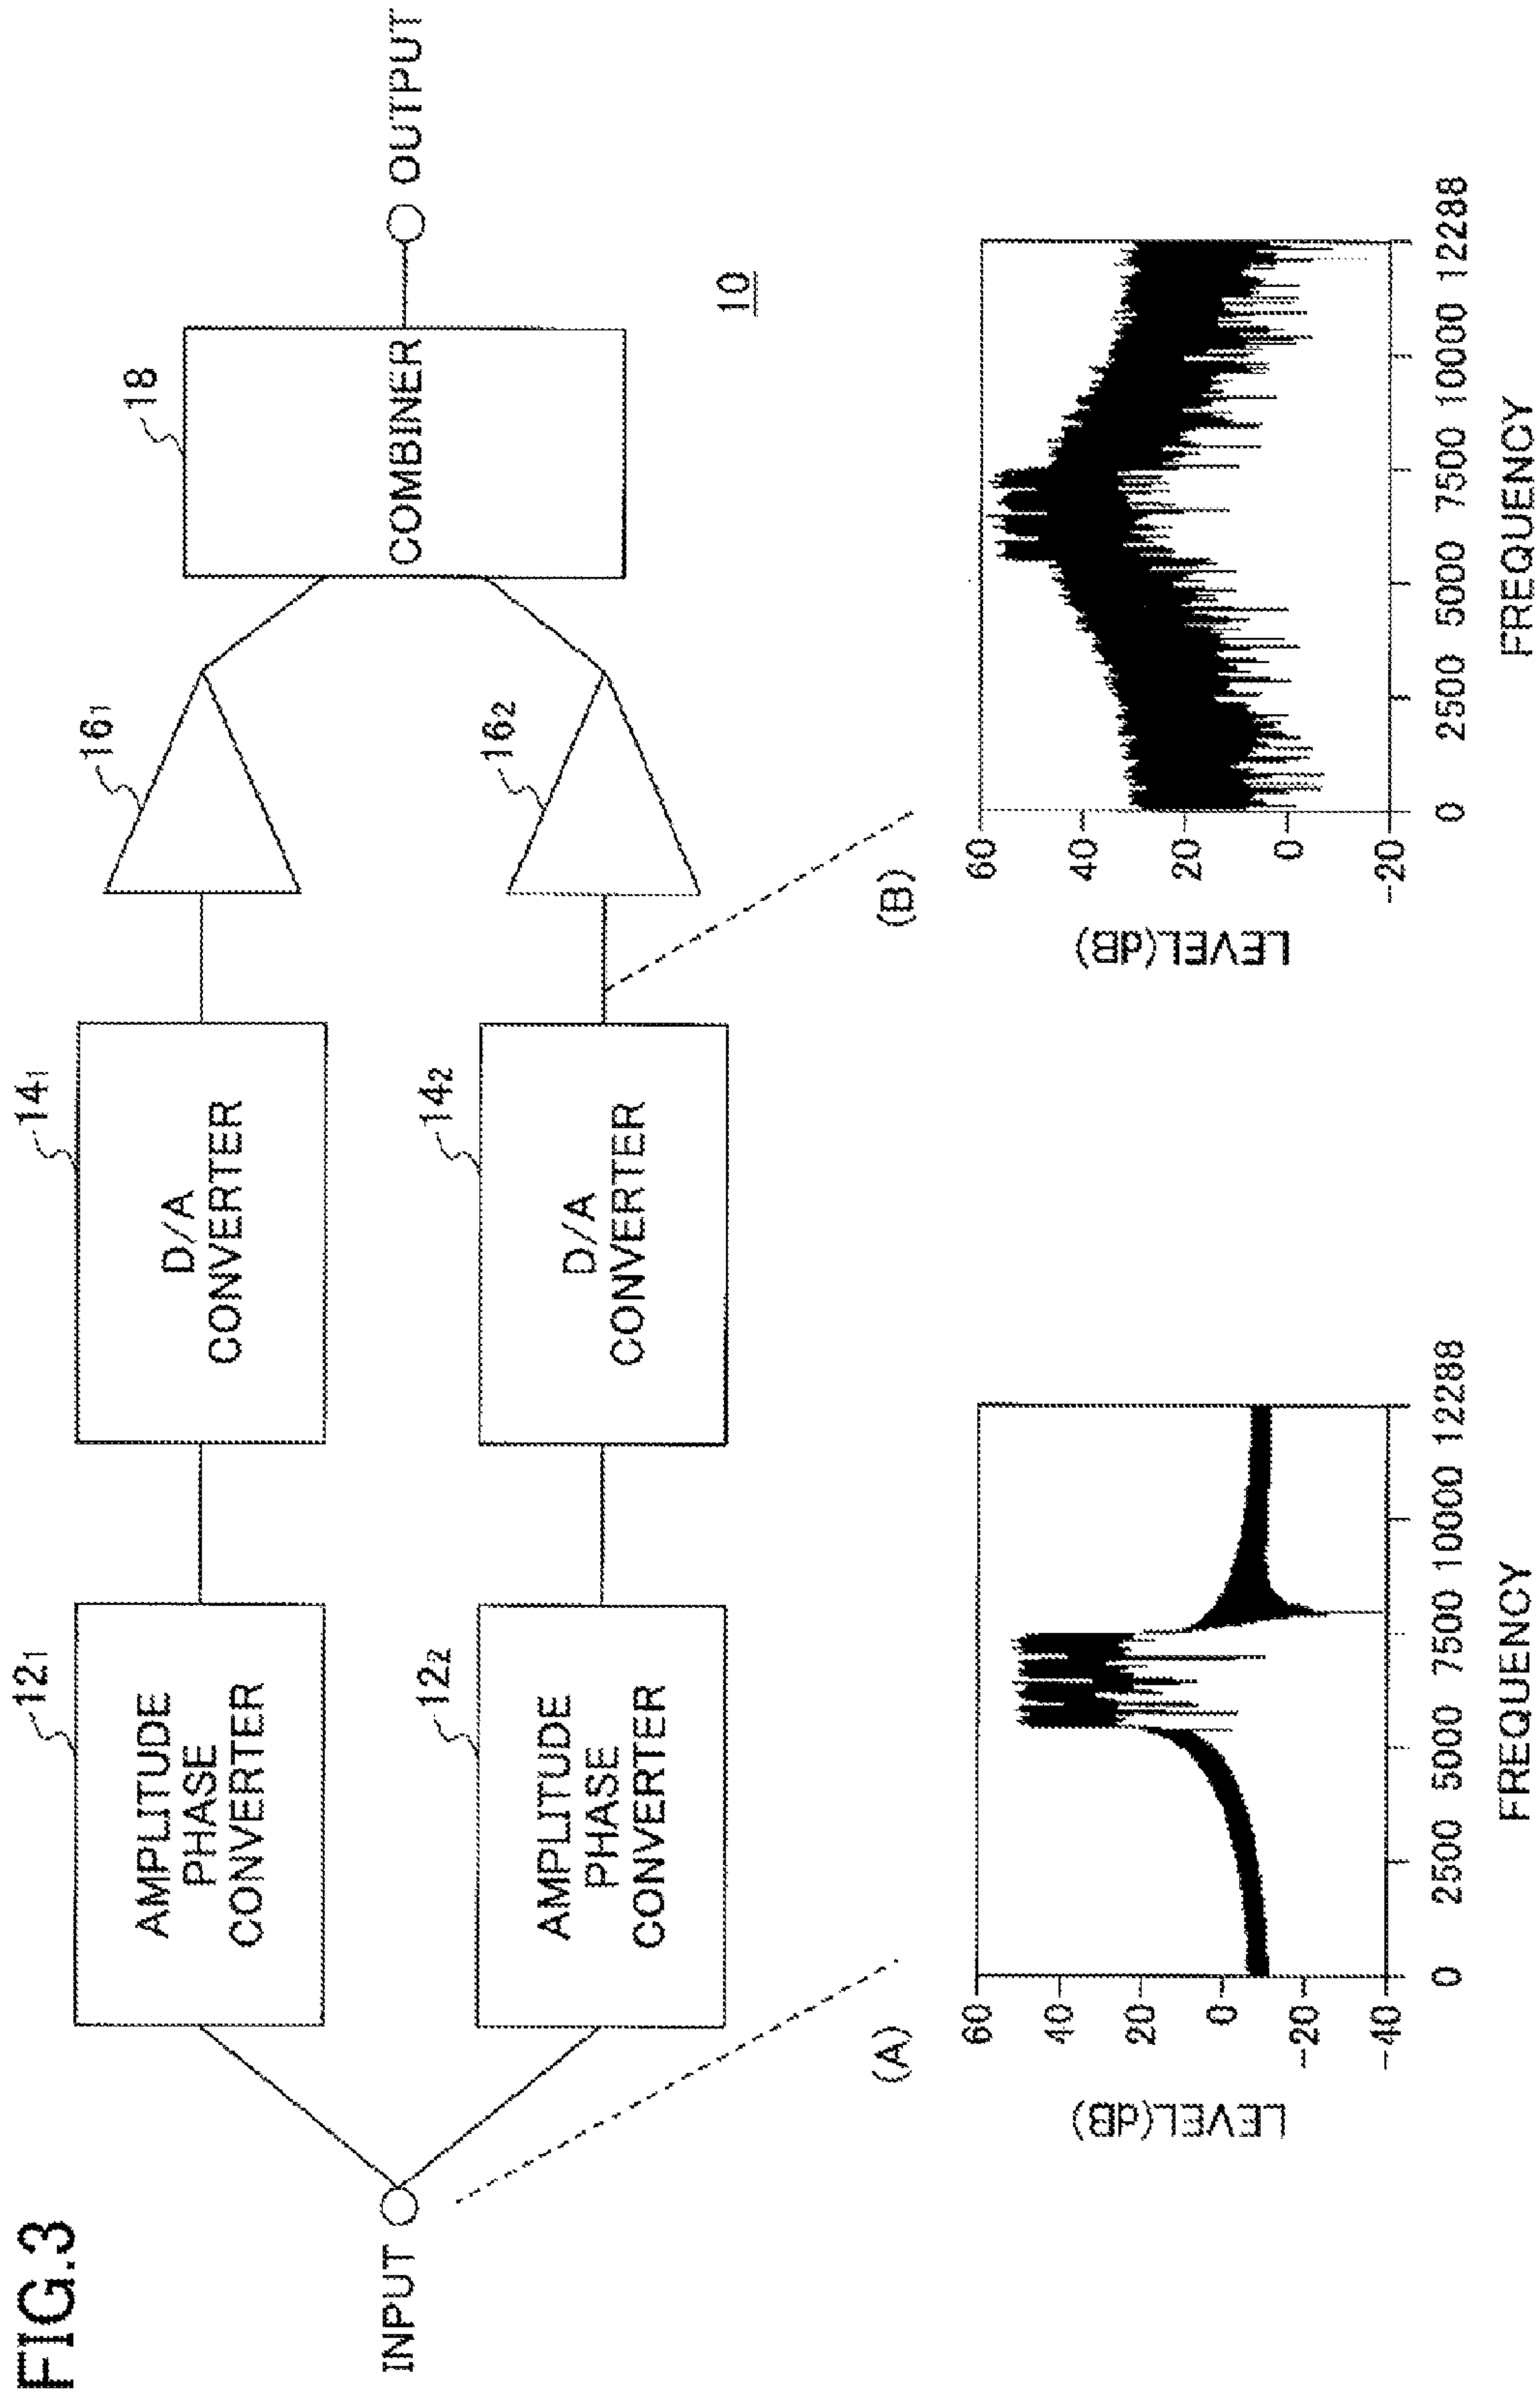 FIG.3
INPUT
12₁
AMPLITUDE
PHASE
CONVERTER
14₁
D/A
CONVERTER
16₁
12₂
AMPLITUDE
PHASE
CONVERTER
14₂
D/A
CONVERTER
16₂
18
COMBINER
OUTPUT
10
(A)
LEVEL(dB)
60
40
20
0
-20
-40
0 2500 5000 7500 10000 12288
FREQUENCY
(B)
LEVEL(dB)
60
40
20
0
-20
0 2500 5000 7500 10000 12288
FREQUENCY